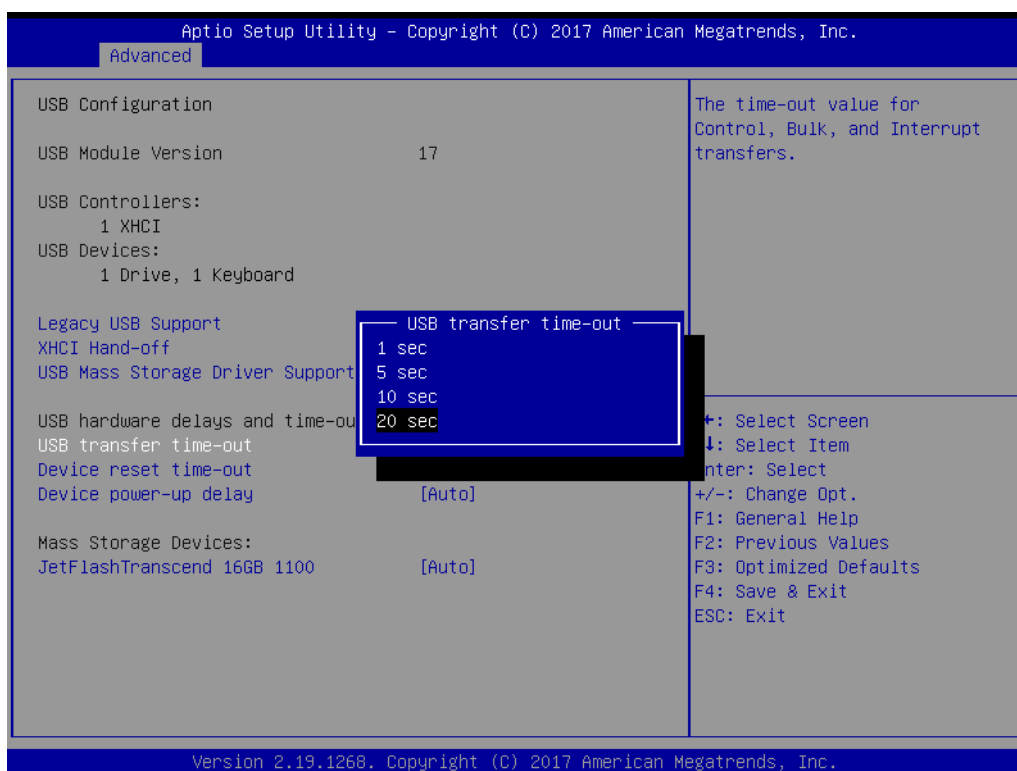 Aptio Setup Utility – Copyright (C) 2017 American Megatrends, Inc.
Advanced
USB Configuration
USB Module Version 17
USB Controllers:
1 XHCI
USB Devices:
1 Drive, 1 Keyboard
Legacy USB Support
XHCI Hand-off
USB Mass Storage Driver Support
USB hardware delays and time-ou
USB transfer time-out
Device reset time-out
Device power-up delay [Auto]
Mass Storage Devices:
JetFlashTranscend 16GB 1100 [Auto]
USB transfer time-out
1 sec
5 sec
10 sec
20 sec
The time-out value for
Control, Bulk, and Interrupt
transfers.
: Select Screen
: Select Item
nter: Select
+/-: Change Opt.
F1: General Help
F2: Previous Values
F3: Optimized Defaults
F4: Save & Exit
ESC: Exit
Version 2.19.1268. Copyright (C) 2017 American Megatrends, Inc.